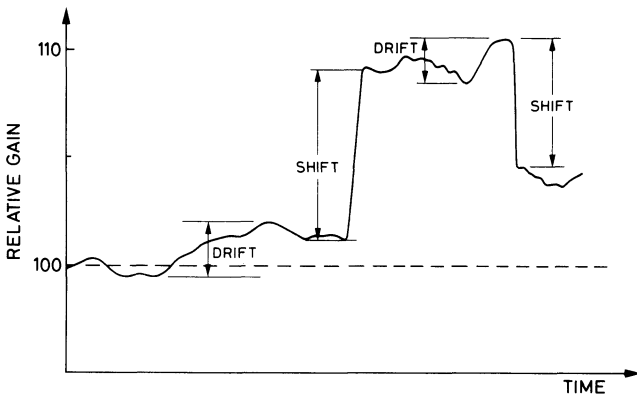 110
DRIFT
SHIFT
SHIFT
RELATIVE GAIN
DRIFT
100
TIME